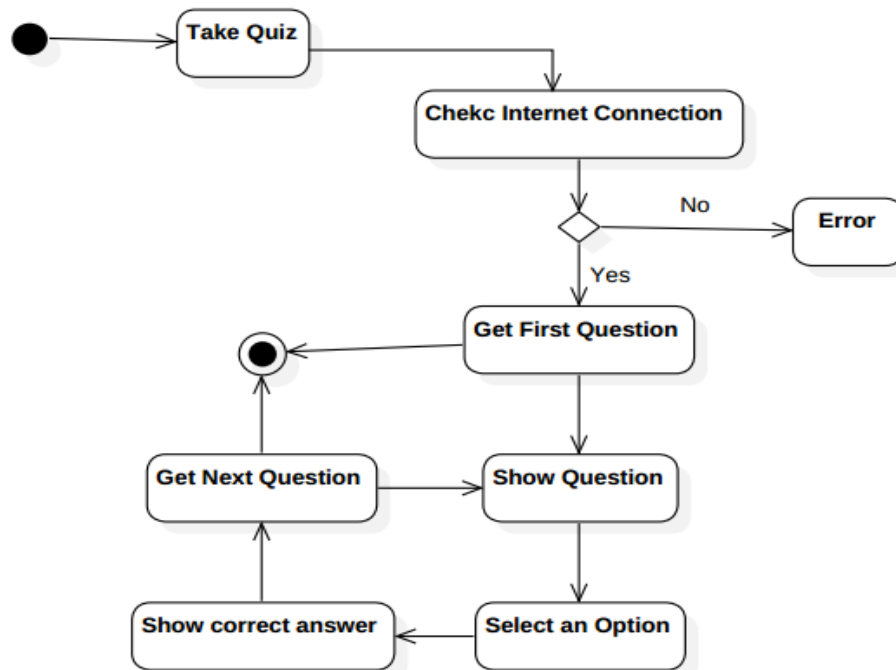 Take Quiz
Chekc Internet Connection
No
Error
Yes
Get First Question
Get Next Question
Show Question
Show correct answer
Select an Option